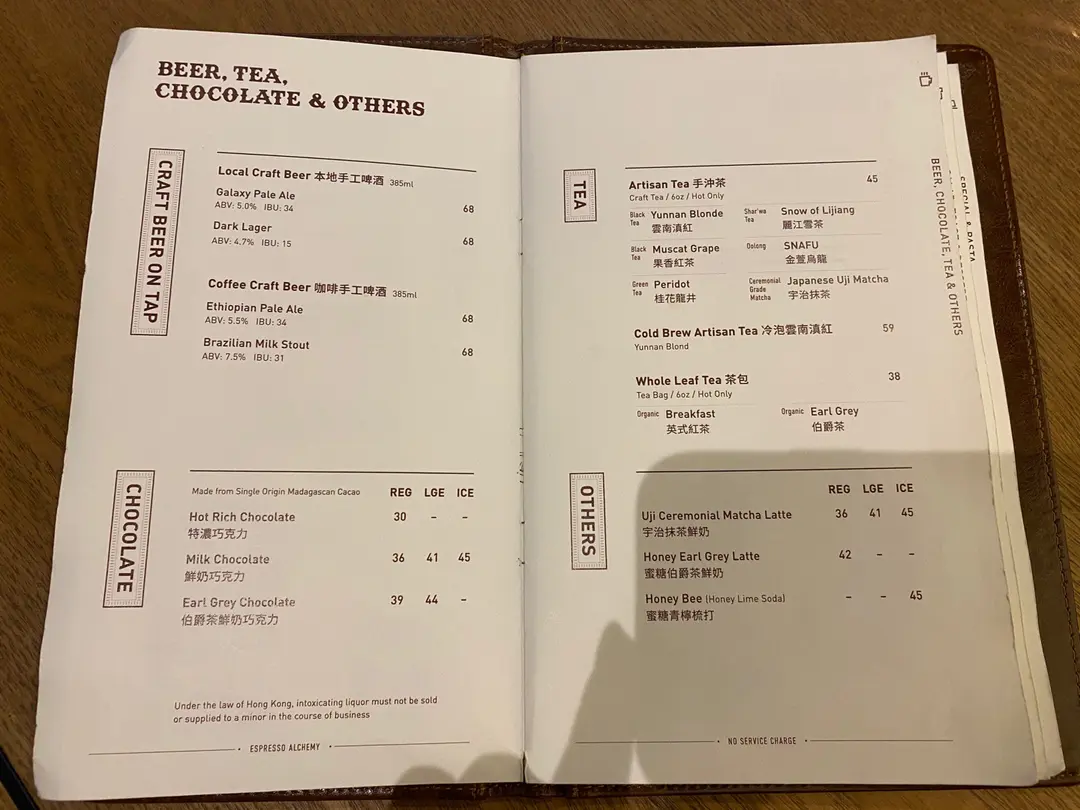 BEER, TEA,
CHOCOLATE & OTHERS
CRAFT BEER ON TAP
Local Craft Beer 本地手工啤酒 385ml
Galaxy Pale Ale
ABV: 5.0% IBU: 34 68
Dark Lager
ABV: 4.7% IBU: 15 68
Coffee Craft Beer 咖啡手工啤酒 385ml
Ethiopian Pale Ale
ABV: 5.5% IBU: 34 68
Brazilian Milk Stout
ABV: 7.5% IBU: 31 68
CHOCOLATE
Made from Single Origin Madagascan Cacao REG LGE ICE
Hot Rich Chocolate 30 – –
特濃巧克力
Milk Chocolate 36 41 45
鮮奶巧克力
Earl Grey Chocolate 39 44 –
伯爵茶鮮奶巧克力
Under the law of Hong Kong, intoxicating liquor must not be sold
or supplied to a minor in the course of business
ESPRESSO ALCHEMY
TEA
Artisan Tea 手沖茶 45
Craft Tea / 6oz / Hot Only
Black Tea Yunnan Blonde
雲南滇紅
Shar'wa Tea Snow of Lijiang
麗江雪茶
Black Tea Muscat Grape
果香紅茶
Oolong SNAFU
金萱烏龍
Green Tea Peridot
桂花龍井
Ceremonial Grade Matcha Japanese Uji Matcha
宇治抹茶
Cold Brew Artisan Tea 冷泡雲南滇紅 59
Yunnan Blond
Whole Leaf Tea 茶包 38
Tea Bag / 6oz / Hot Only
Organic Breakfast
英式紅茶
Organic Earl Grey
伯爵茶
OTHERS
REG LGE ICE
Uji Ceremonial Matcha Latte 36 41 45
宇治抹茶鮮奶
Honey Earl Grey Latte 42 – –
蜜糖伯爵茶鮮奶
Honey Bee (Honey Lime Soda) – – 45
蜜糖青檸梳打
NO SERVICE CHARGE
BEER, CHOCOLATE, TEA & OTHERS
SPECIAL & PASTA